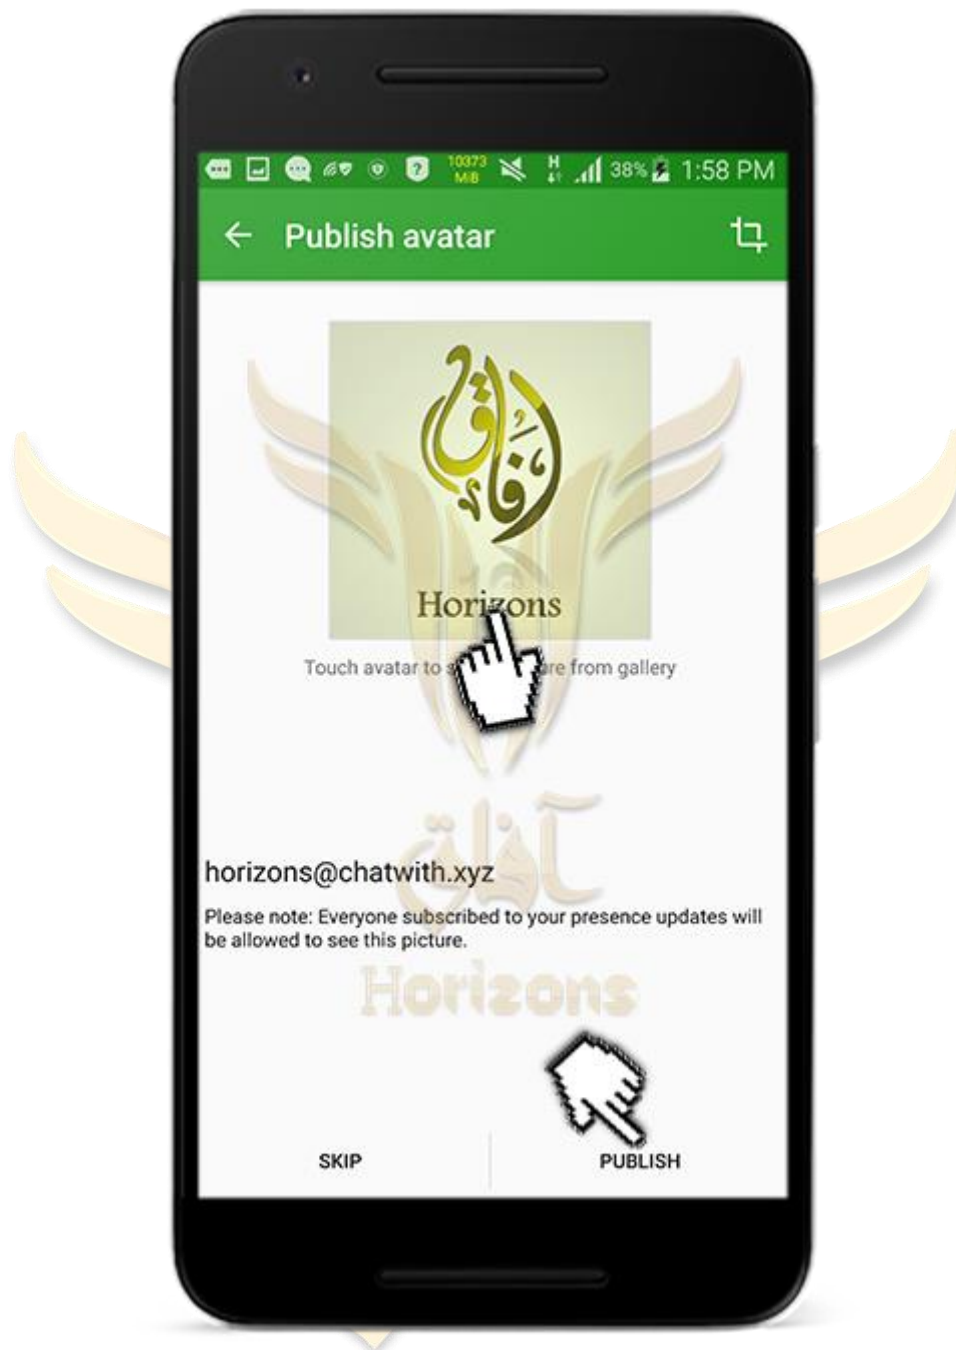 10373
MiB
H
38%
1:58 PM
Publish avatar
آفاق
Horizons
Touch avatar to s re from gallery
horizons@chatwith.xyz
Please note: Everyone subscribed to your presence updates will
be allowed to see this picture.
آفاق
Horizons
SKIP
PUBLISH